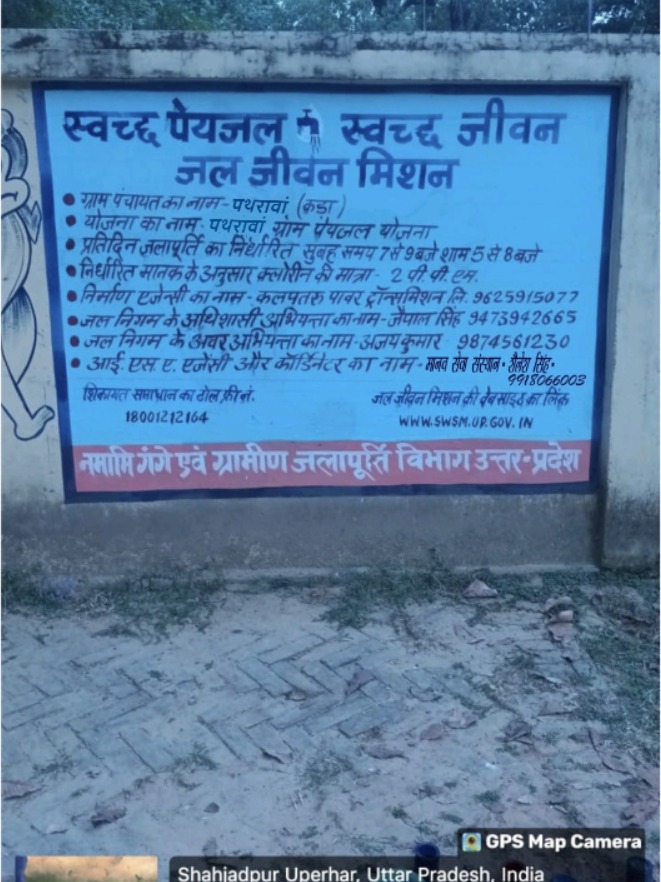 स्वच्छ पेयजल स्वच्छ जीवन
जल जीवन मिशन
ग्राम पंचायत का नाम - पथरावां (कड़ा)
योजना का नाम - पथरावां ग्राम पेयजल योजना
प्रतिदिन जलापूर्ति का निर्धारित सुबह समय 7 से 9 बजे शाम 5 से 8 बजे
निर्धारित मानक के अनुसार क्लोरीन की मात्रा - 2 पी.पी.एम.
निर्माण एजेन्सी का नाम - कलपतरु पावर ट्रॉन्समिशन लि. 9625915077
जल निगम के अधिशासी अभियन्ता का नाम - जैपाल सिंह 9473942665
जल निगम के अवर अभियन्ता का नाम - अजय कुमार 9874561230
आई. एस. ए. एजेंसी और कॉर्डिनेटर का नाम - मानव सेवा संस्थान - शैलेश सिंह -
9918066003
शिकायत समाधान का टोल फ्री नं. जल जीवन मिशन की वेबसाइट का लिंक
18001212164 WWW.SWSM.UP.GOV.IN
नमामि गंगे एवं ग्रामीण जलापूर्ति विभाग उत्तर-प्रदेश
GPS Map Camera
Shahjadpur Uperhar, Uttar Pradesh, India